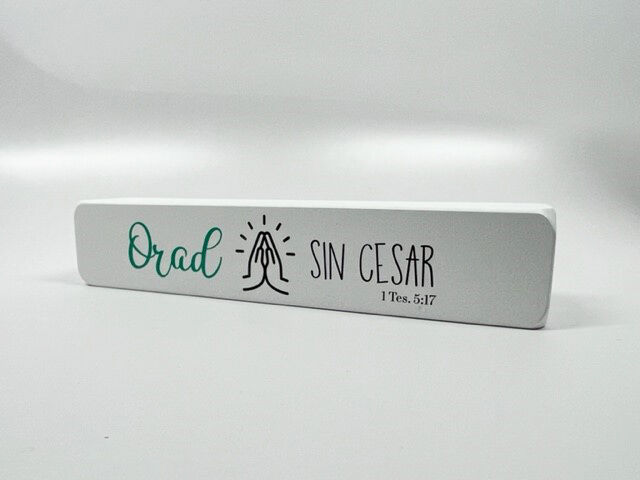 Orad SIN CESAR
1 Tes. 5:17